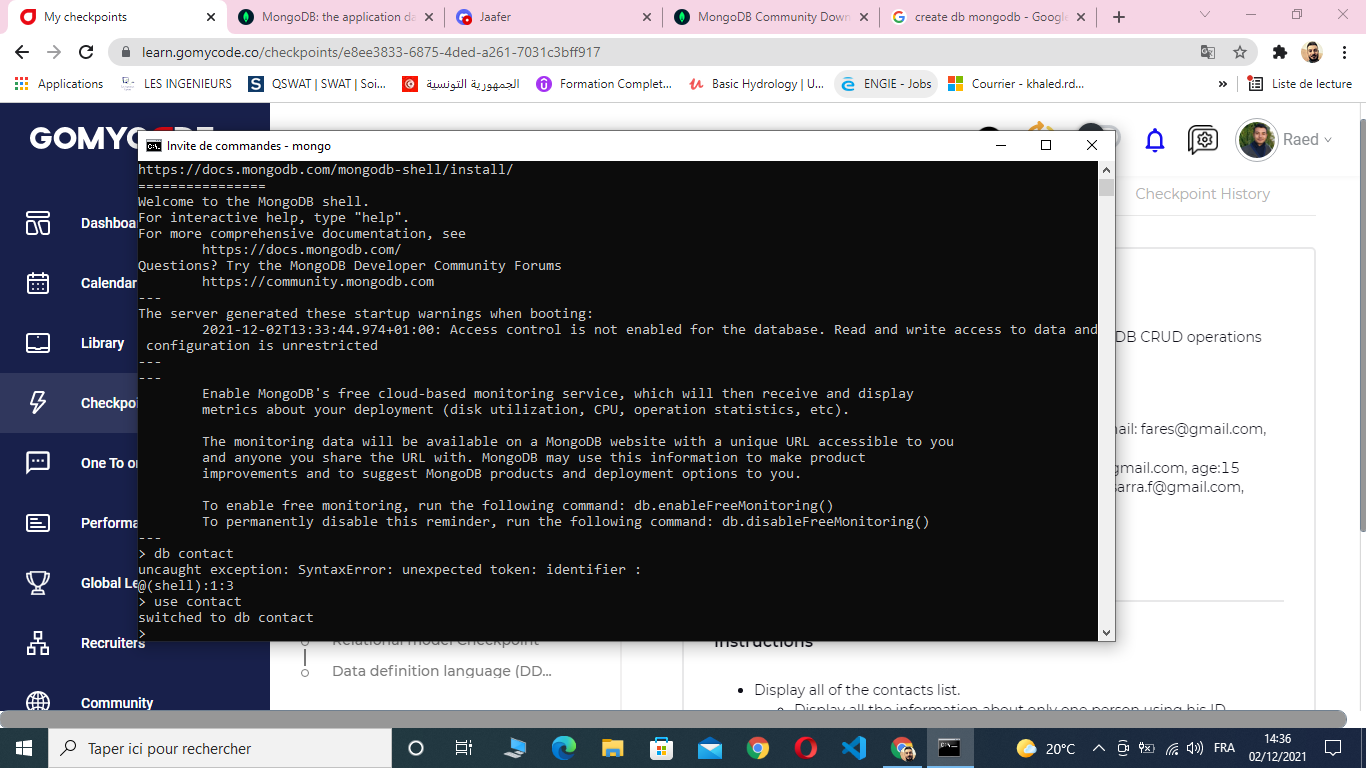 My checkpoints
MongoDB: the application da
Jaafer
MongoDB Community Down
create db mongodb - Google
learn.gomycode.co/checkpoints/e8ee3833-6875-4ded-a261-7031c3bff917
Applications
LES INGENIEURS
QSWAT | SWAT | Soi...
الجمهورية التونسية
Formation Complet...
Basic Hydrology | U...
ENGIE - Jobs
Courrier - khaled.rd...
»
Liste de lecture
GOMYCODE
Raed
Invite de commandes - mongo
https://docs.mongodb.com/mongodb-shell/install/
================
Welcome to the MongoDB shell.
For interactive help, type "help".
For more comprehensive documentation, see
https://docs.mongodb.com/
Questions? Try the MongoDB Developer Community Forums
https://community.mongodb.com
---
The server generated these startup warnings when booting:
2021-12-02T13:33:44.974+01:00: Access control is not enabled for the database. Read and write access to data and
configuration is unrestricted
---
---
Enable MongoDB's free cloud-based monitoring service, which will then receive and display
metrics about your deployment (disk utilization, CPU, operation statistics, etc).
The monitoring data will be available on a MongoDB website with a unique URL accessible to you
and anyone you share the URL with. MongoDB may use this information to make product
improvements and to suggest MongoDB products and deployment options to you.
To enable free monitoring, run the following command: db.enableFreeMonitoring()
To permanently disable this reminder, run the following command: db.disableFreeMonitoring()
---
> db contact
uncaught exception: SyntaxError: unexpected token: identifier :
@(shell):1:3
> use contact
switched to db contact
>
Dashboa
Calendar
Library
Checkpoi
One To on
Performa
Global Le
Recruiters
Community
Checkpoint History
DB CRUD operations
ail: fares@gmail.com,
gmail.com, age:15
sarra.f@gmail.com,
Relational model Checkpoint
Data definition language (DD...
Instructions
Display all of the contacts list.
Display all the information about only one person using his ID.
Taper ici pour rechercher
20°C
FRA
14:36
02/12/2021